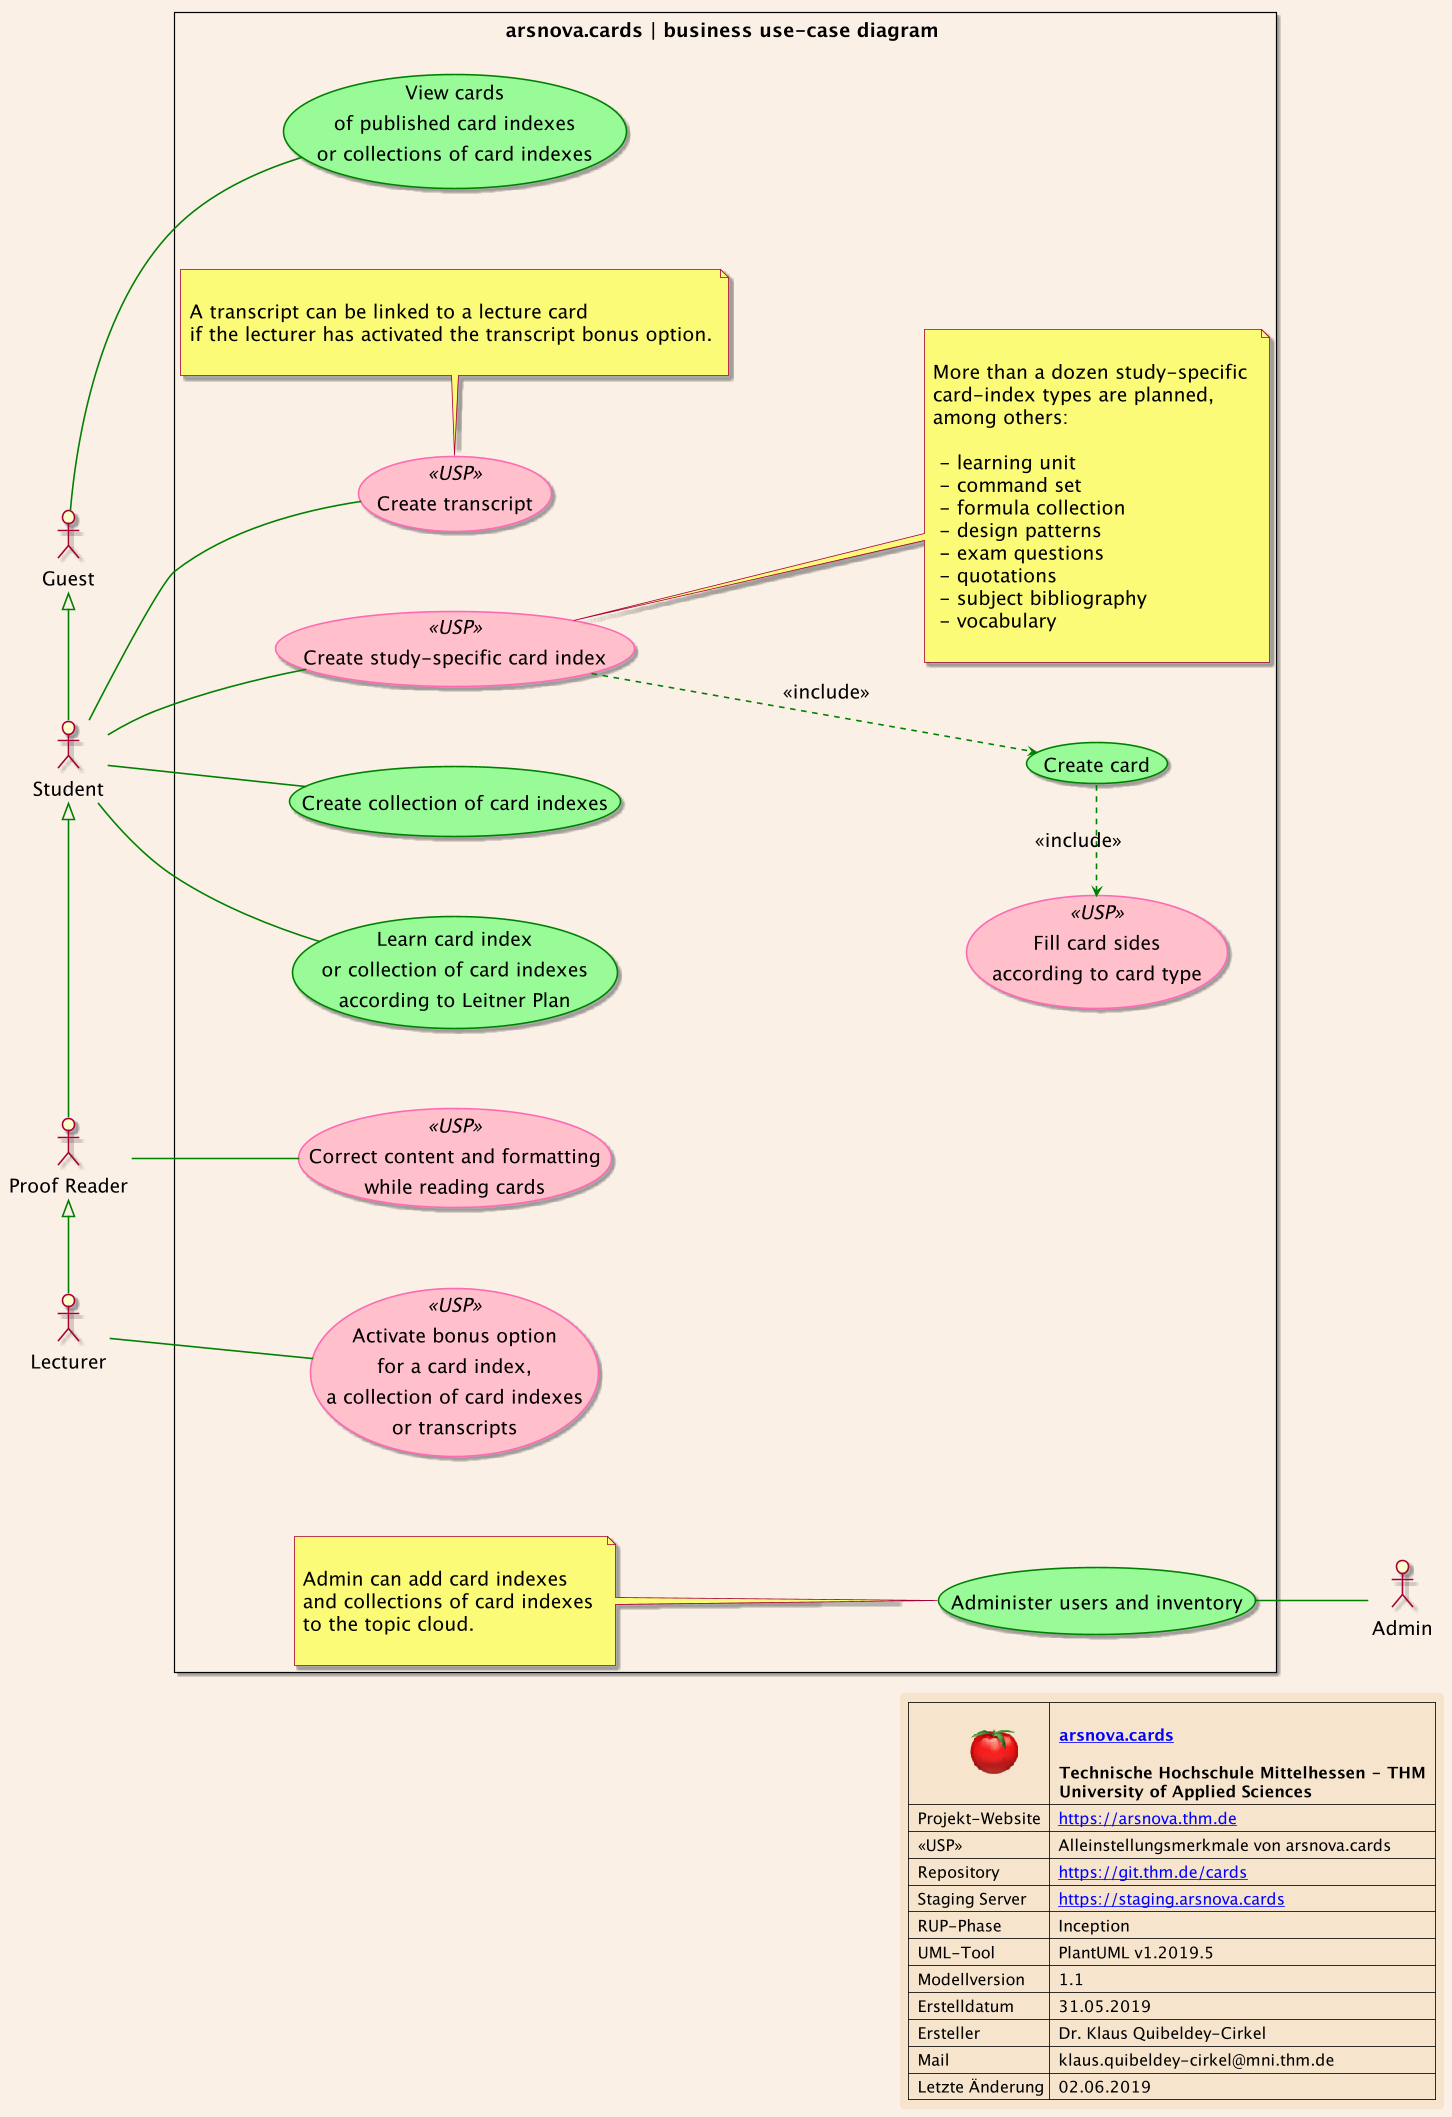 arsnova.cards | business use-case diagram
View cards
of published card indexes
or collections of card indexes
A transcript can be linked to a lecture card
if the lecturer has activated the transcript bonus option.
More than a dozen study-specific
card-index types are planned,
among others:
- learning unit
- command set
- formula collection
- design patterns
- exam questions
- quotations
- subject bibliography
- vocabulary
«USP»
Create transcript
Guest
«USP»
Create study-specific card index
«include»
Create card
Student
Create collection of card indexes
«include»
Learn card index
or collection of card indexes
according to Leitner Plan
«USP»
Fill card sides
according to card type
Proof Reader
«USP»
Correct content and formatting
while reading cards
Lecturer
«USP»
Activate bonus option
for a card index,
a collection of card indexes
or transcripts
Admin can add card indexes
and collections of card indexes
to the topic cloud.
Administer users and inventory
Admin
arsnova.cards
Technische Hochschule Mittelhessen - THM
University of Applied Sciences
Projekt-Website https://arsnova.thm.de
«USP» Alleinstellungsmerkmale von arsnova.cards
Repository https://git.thm.de/cards
Staging Server https://staging.arsnova.cards
RUP-Phase Inception
UML-Tool PlantUML v1.2019.5
Modellversion 1.1
Erstelldatum 31.05.2019
Ersteller Dr. Klaus Quibeldey-Cirkel
Mail klaus.quibeldey-cirkel@mni.thm.de
Letzte Änderung 02.06.2019